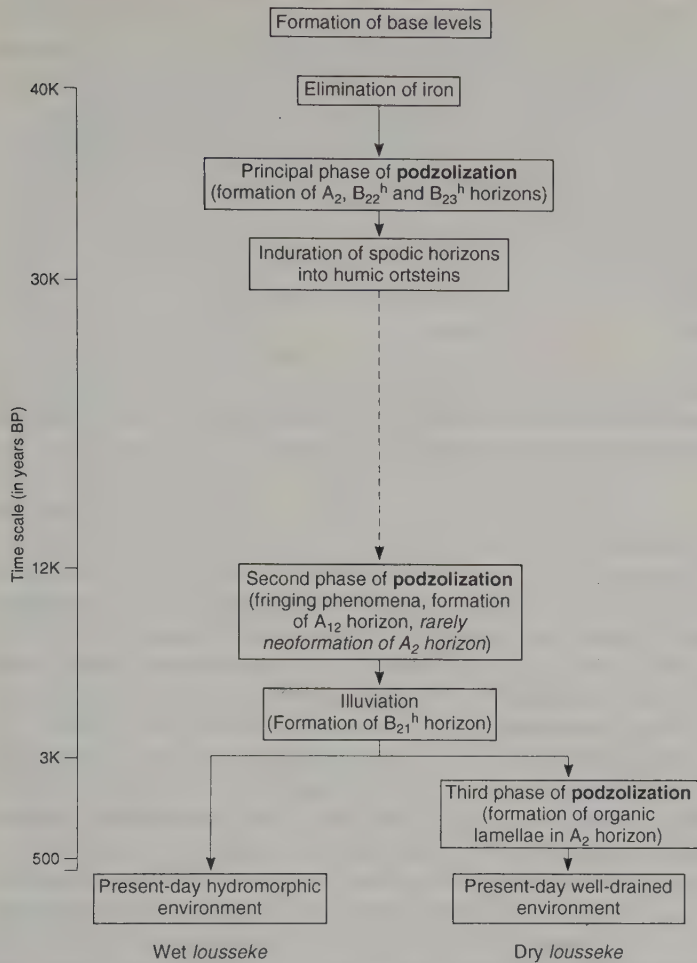 Formation of base levels
40K
Elimination of iron
Principal phase of podzolization
(formation of A₂, B₂₂ʰ and B₂₃ʰ horizons)
Induration of spodic horizons
into humic ortsteins
30K
Time scale (in years BP)
12K
Second phase of podzolization
(fringing phenomena, formation
of A₁₂ horizon, rarely
neoformation of A₂ horizon)
Illuviation
(Formation of B₂₁ʰ horizon)
3K
Third phase of podzolization
(formation of organic
lamellae in A₂ horizon)
500
Present-day hydromorphic
environment
Present-day well-drained
environment
Wet lousseke
Dry lousseke